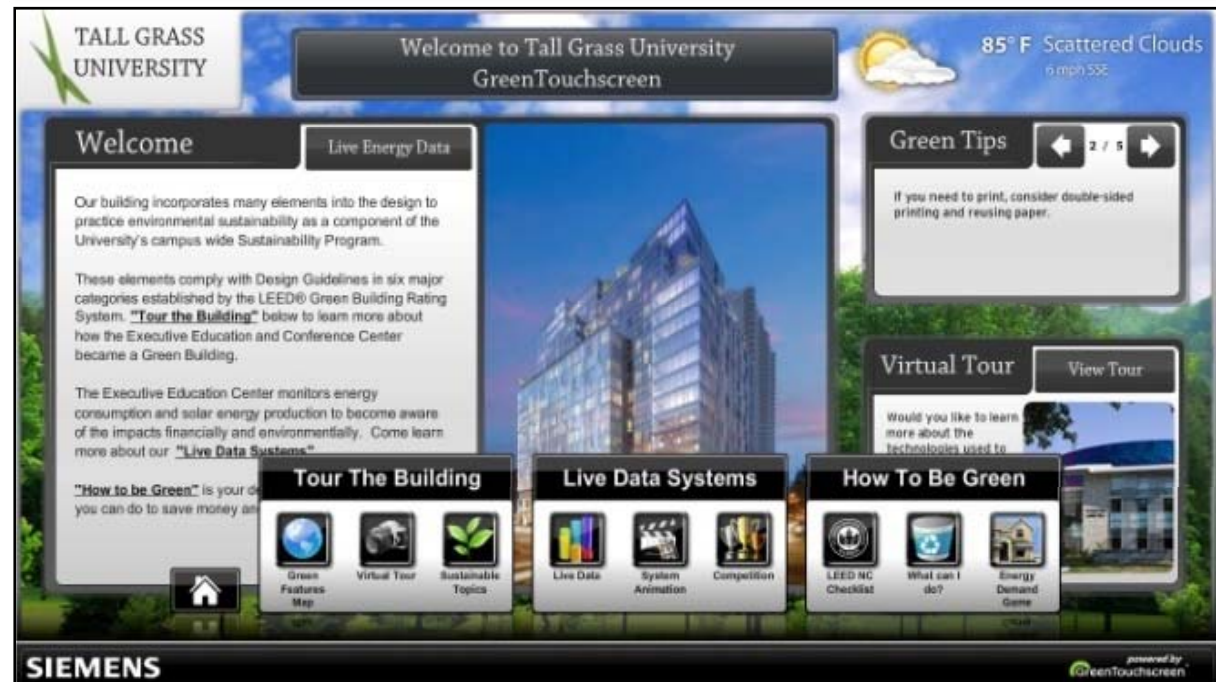 TALL GRASS
UNIVERSITY
Welcome to Tall Grass University
GreenTouchscreen
85° F Scattered Clouds
6 mph SSE
Welcome
Live Energy Data
Our building incorporates many elements into the design to
practice environmental sustainability as a component of the
University's campus wide Sustainability Program.
These elements comply with Design Guidelines in six major
categories established by the LEED® Green Building Rating
System. "Tour the Building" below to learn more about
how the Executive Education and Conference Center
became a Green Building.
The Executive Education Center monitors energy
consumption and solar energy production to become aware
of the impacts financially and environmentially. Come learn
more about our "Live Data Systems"
"How to be Green" is your
you can do to save money
Green Tips
2 / 5
If you need to print, consider double-sided
printing and reusing paper.
Virtual Tour
View Tour
Would you like to learn
more about the
technologies used to
Tour The Building
Green
Features
Map
Virtual Tour
Sustainable
Topics
Live Data Systems
Live Data
System
Animation
Competition
How To Be Green
LEED NC
Checklist
What can I
do?
Energy
Demand
Game
SIEMENS
powered by
GreenTouchscreen